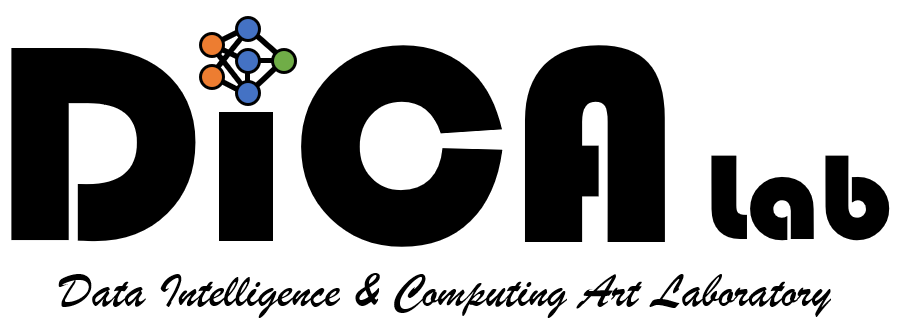 DiCA Lab
Data Intelligence & Computing Art Laboratory